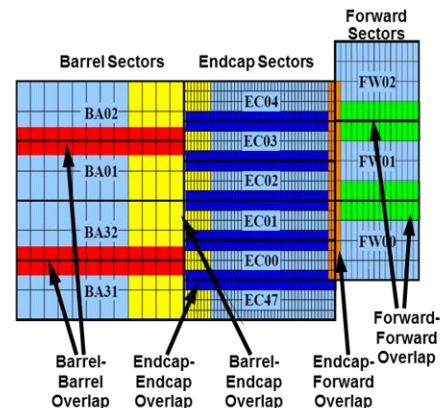 Forward
Sectors
Barrel Sectors
Endcap Sectors
BA02
BA01
BA32
BA31
EC04
EC03
EC02
EC01
EC00
EC47
FW02
FW01
FW00
Barrel-
Barrel
Overlap
Endcap-
Endcap
Overlap
Barrel-
Endcap
Overlap
Endcap-
Forward
Overlap
Forward-
Forward
Overlap